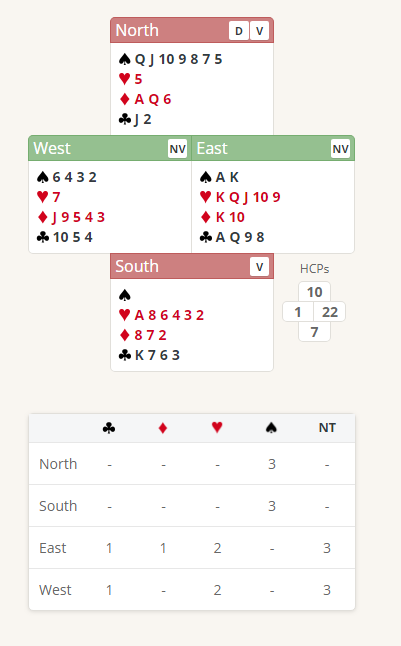 North D V
♠ Q J 10 9 8 7 5
♥ 5
♦ A Q 6
♣ J 2
West NV East NV
♠ 6 4 3 2 ♠ A K
♥ 7 ♥ K Q J 10 9
♦ J 9 5 4 3 ♦ K 10
♣ 10 5 4 ♣ A Q 9 8
South V HCPs
♠ 10
♥ A 8 6 4 3 2 1 22
♦ 8 7 2 7
♣ K 7 6 3
♣ ♦ ♥ ♠ NT
North - - - 3 -
South - - - 3 -
East 1 1 2 - 3
West 1 - 2 - 3